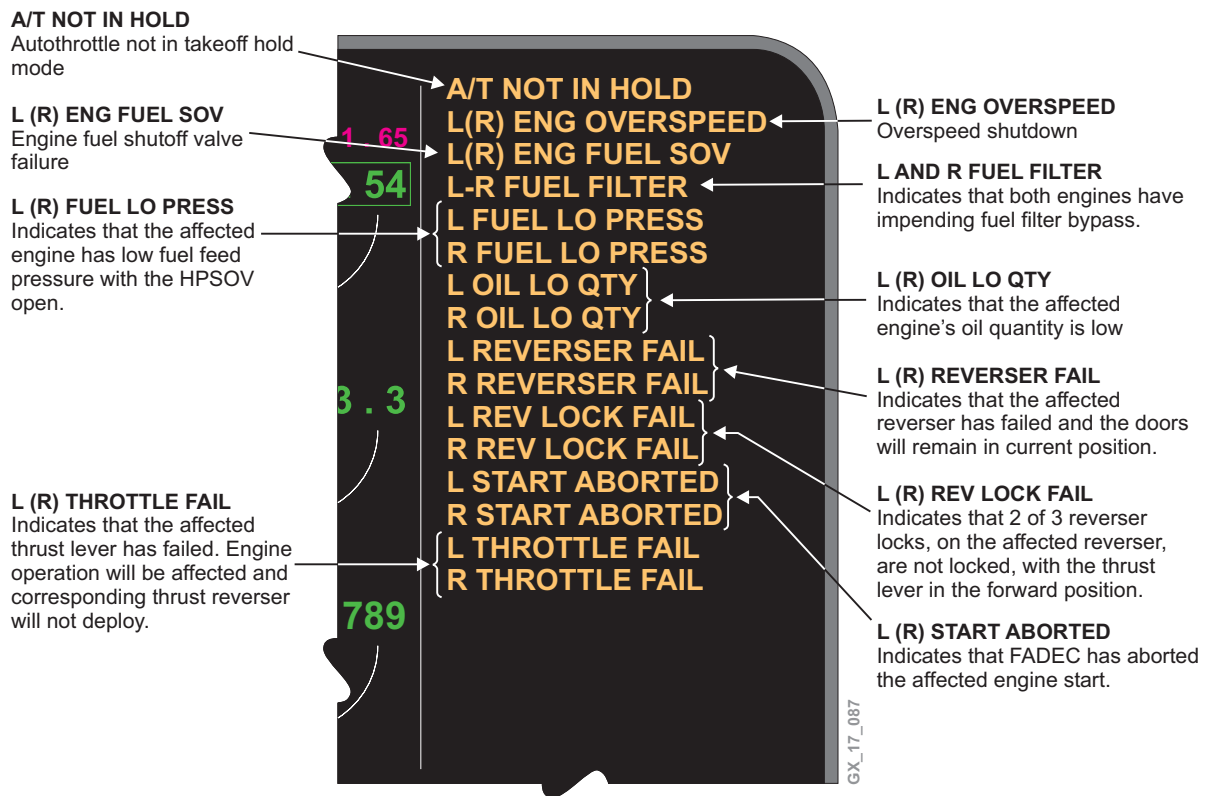 A/T NOT IN HOLD
Autothrottle not in takeoff hold
mode
L (R) ENG FUEL SOV
Engine fuel shutoff valve
failure
L (R) FUEL LO PRESS
Indicates that the affected
engine has low fuel feed
pressure with the HPSOV
open.
L (R) THROTTLE FAIL
Indicates that the affected
thrust lever has failed. Engine
operation will be affected and
corresponding thrust reverser
will not deploy.
1.65
54
3.3
789
A/T NOT IN HOLD
L(R) ENG OVERSPEED
L(R) ENG FUEL SOV
L-R FUEL FILTER
L FUEL LO PRESS
R FUEL LO PRESS
L OIL LO QTY
R OIL LO QTY
L REVERSER FAIL
R REVERSER FAIL
L REV LOCK FAIL
R REV LOCK FAIL
L START ABORTED
R START ABORTED
L THROTTLE FAIL
R THROTTLE FAIL
L (R) ENG OVERSPEED
Overspeed shutdown
L AND R FUEL FILTER
Indicates that both engines have
impending fuel filter bypass.
L (R) OIL LO QTY
Indicates that the affected
engine's oil quantity is low
L (R) REVERSER FAIL
Indicates that the affected
reverser has failed and the doors
will remain in current position.
L (R) REV LOCK FAIL
Indicates that 2 of 3 reverser
locks, on the affected reverser,
are not locked, with the thrust
lever in the forward position.
L (R) START ABORTED
Indicates that FADEC has aborted
the affected engine start.
GX_17_087